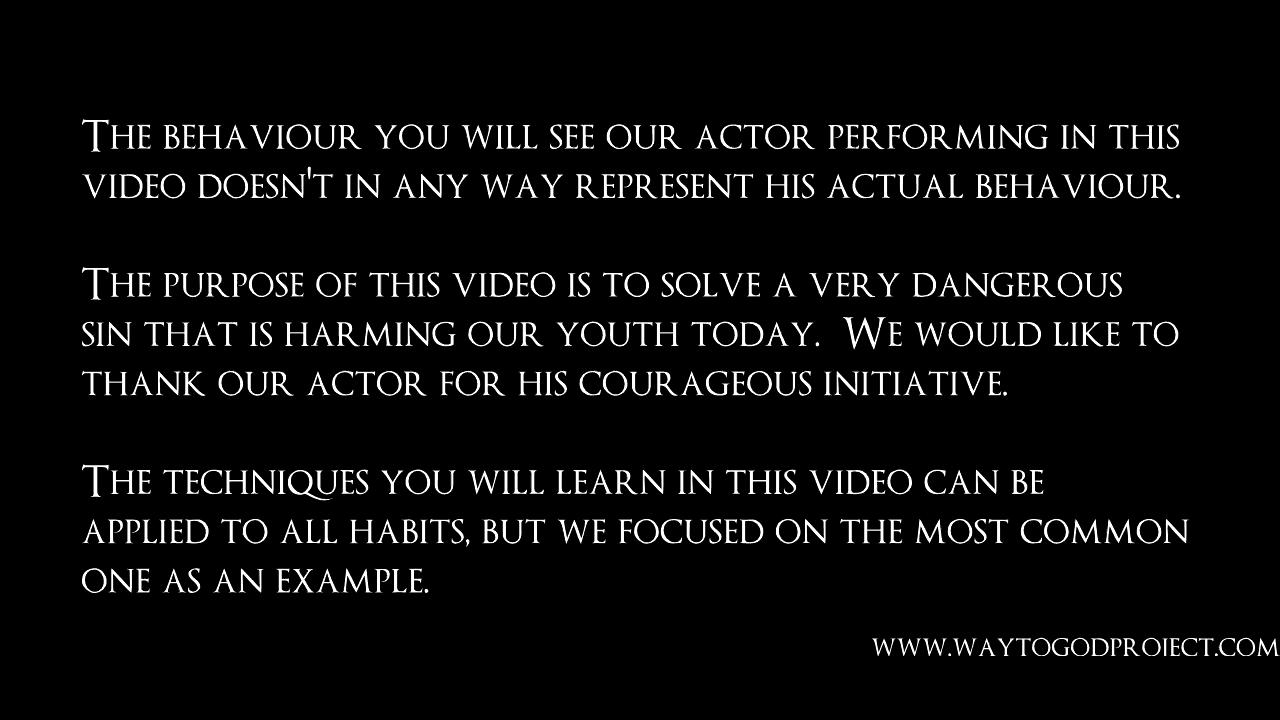 The behaviour you will see our actor performing in this
video doesn't in any way represent his actual behaviour.
The purpose of this video is to solve a very dangerous
sin that is harming our youth today. We would like to
thank our actor for his courageous initiative.
The techniques you will learn in this video can be
applied to all habits, but we focused on the most common
one as an example.
www.waytogodproject.com